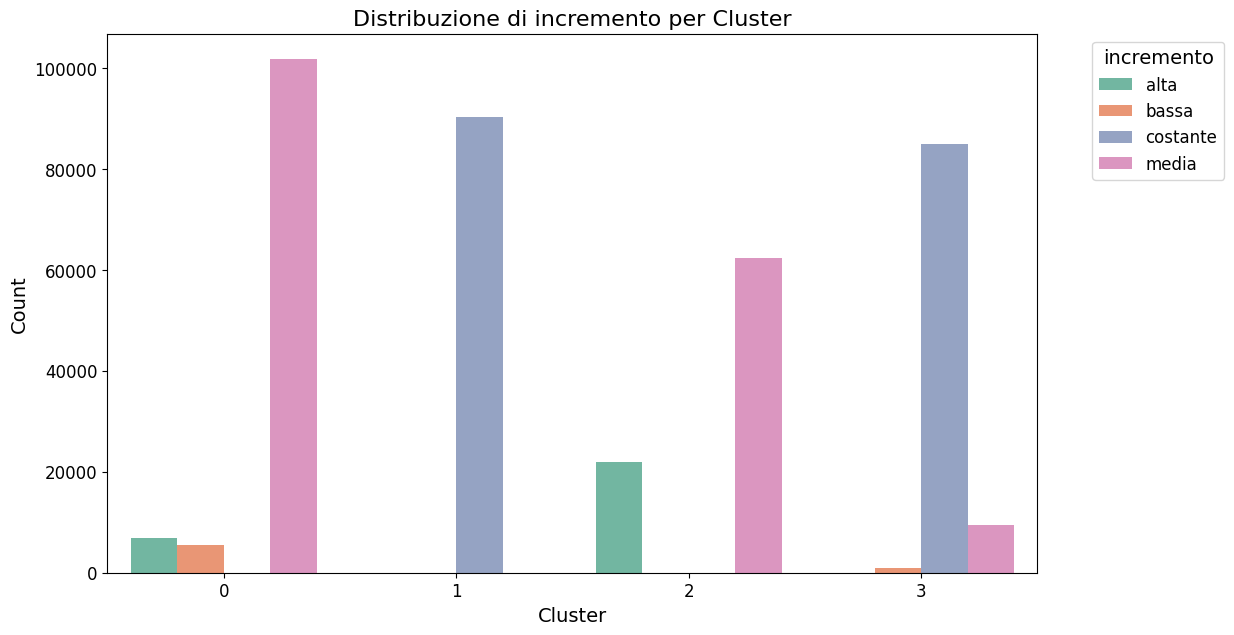 Distribuzione di incremento per Cluster
Count
100000
80000
60000
40000
20000
0
0 1 2 3
Cluster
incremento
alta
bassa
costante
media